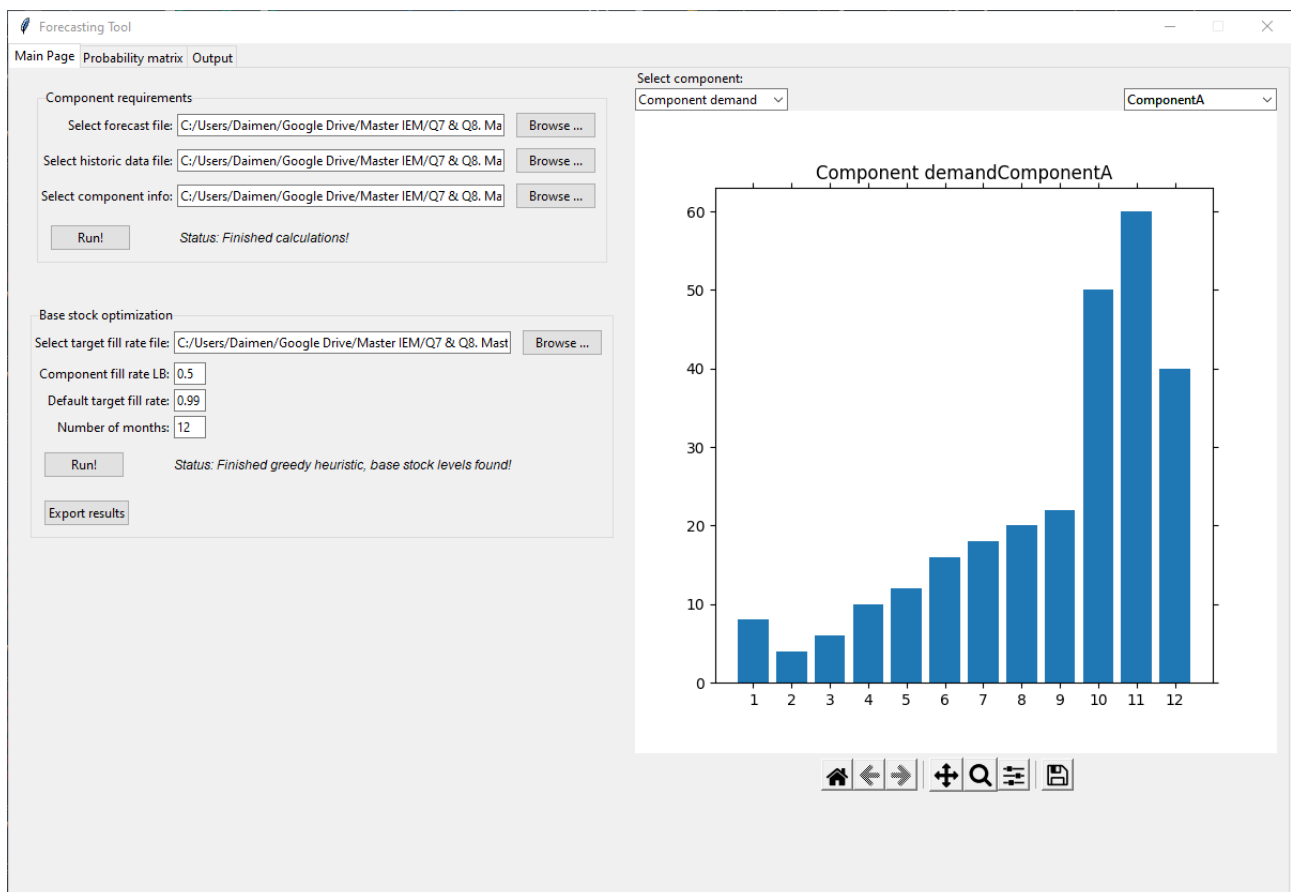 Forecasting Tool
Main Page Probability matrix Output
Component requirements
Select forecast file: C:/Users/Daimen/Google Drive/Master IEM/Q7 & Q8. Ma Browse ...
Select historic data file: C:/Users/Daimen/Google Drive/Master IEM/Q7 & Q8. Ma Browse ...
Select component info: C:/Users/Daimen/Google Drive/Master IEM/Q7 & Q8. Ma Browse ...
Run! Status: Finished calculations!
Base stock optimization
Select target fill rate file: C:/Users/Daimen/Google Drive/Master IEM/Q7 & Q8. Mast Browse ...
Component fill rate LB: 0.5
Default target fill rate: 0.99
Number of months: 12
Run! Status: Finished greedy heuristic, base stock levels found!
Export results
Select component:
Component demand ComponentA
Component demandComponentA
60
50
40
30
20
10
0
1 2 3 4 5 6 7 8 9 10 11 12